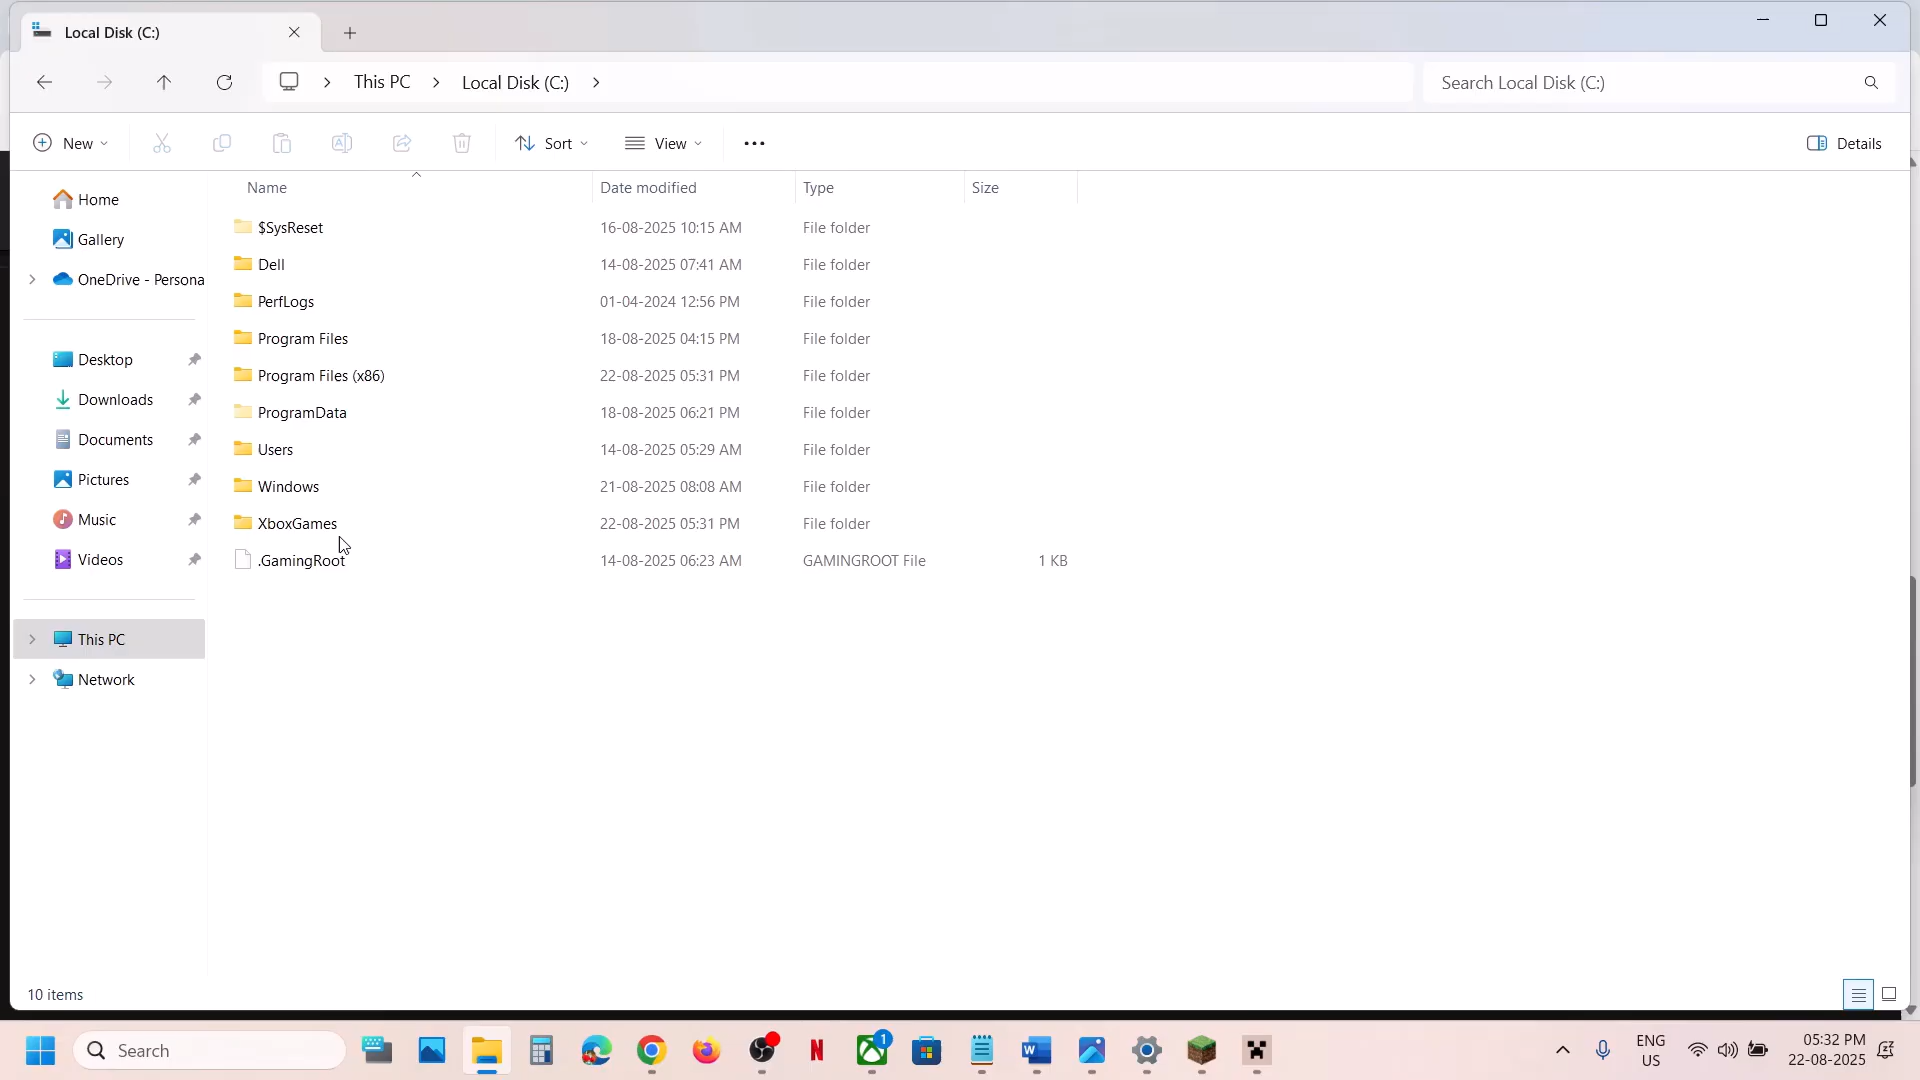 Local Disk (C:)
This PC
Local Disk (C:)
Search Local Disk (C:)
New
Sort
View
Details
Name
Date modified
Type
Size
Home
Gallery
OneDrive - Persona
Desktop
Downloads
Documents
Pictures
Music
Videos
This PC
Network
$SysReset 16-08-2025 10:15 AM File folder
Dell 14-08-2025 07:41 AM File folder
PerfLogs 01-04-2024 12:56 PM File folder
Program Files 18-08-2025 04:15 PM File folder
Program Files (x86) 22-08-2025 05:31 PM File folder
ProgramData 18-08-2025 06:21 PM File folder
Users 14-08-2025 05:29 AM File folder
Windows 21-08-2025 08:08 AM File folder
XboxGames 22-08-2025 05:31 PM File folder
.GamingRoot 14-08-2025 06:23 AM GAMINGROOT File 1 KB
10 items
Search
N
W
1
ENG
US
05:32 PM
22-08-2025